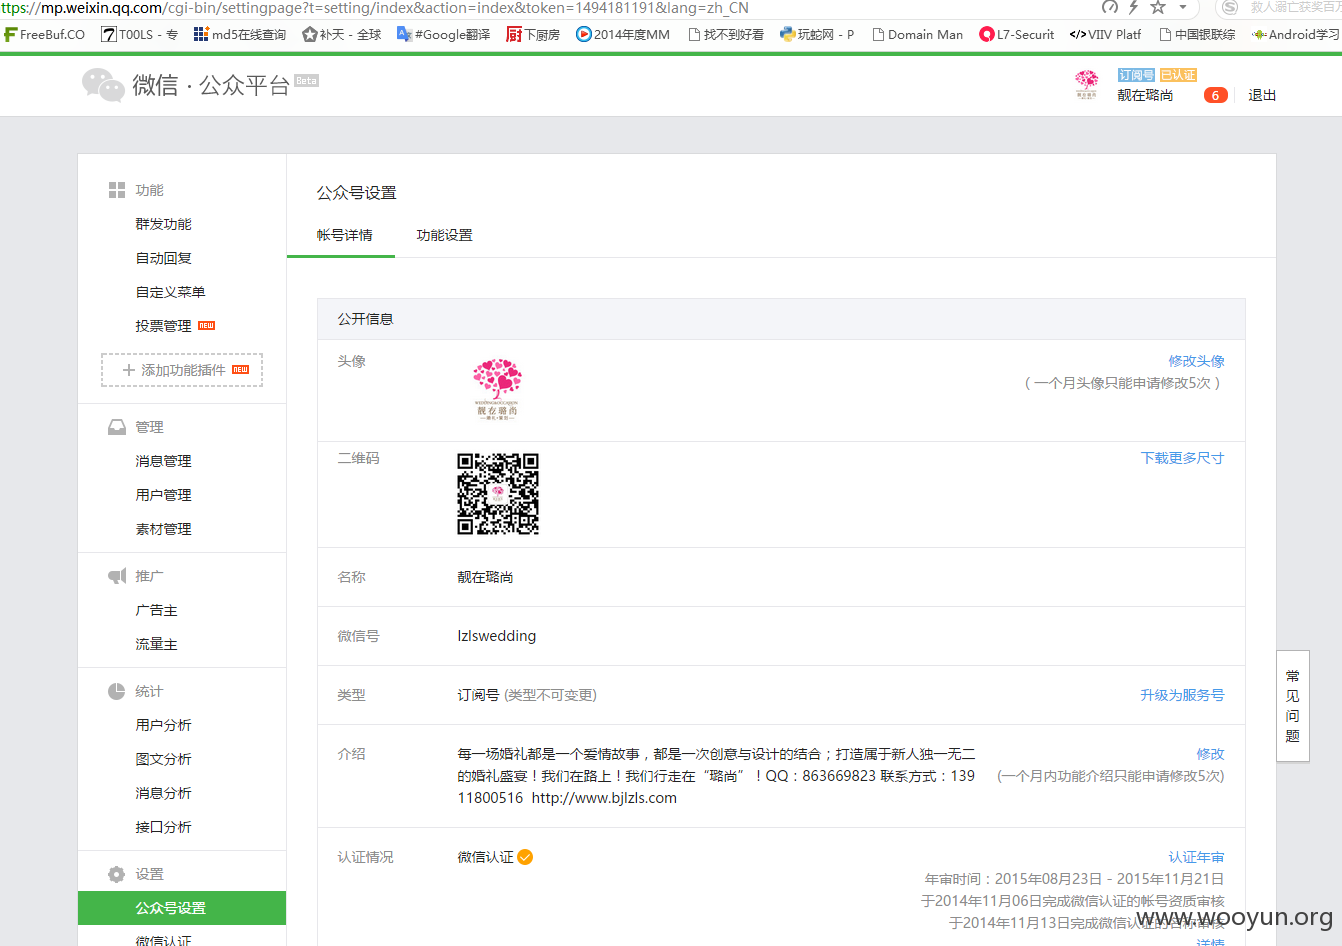 ttps://mp.weixin.qq.com/cgi-bin/settingpage?t=setting/index&action=index&token=1494181191&lang=zh_CN
救人溺亡获奖百万
FreeBuf.CO T00LS - 专 md5在线查询 补天 - 全球 #Google翻译 下厨房 2014年度MM 找不到好看 玩蛇网 - P Domain Man L7-Securit VIIV Platf 中国银联综 Android学习
微信 · 公众平台 Beta
订阅号 已认证
靓在璐尚 6 退出
功能
群发功能
自动回复
自定义菜单
投票管理 NEW
添加功能插件 NEW
管理
消息管理
用户管理
素材管理
推广
广告主
流量主
统计
用户分析
图文分析
消息分析
接口分析
设置
公众号设置
微信认证
公众号设置
帐号详情 功能设置
公开信息
头像 修改头像
( 一个月头像只能申请修改5次 )
二维码 下载更多尺寸
名称 靓在璐尚
微信号 lzlswedding
类型 订阅号 (类型不可变更) 升级为服务号
介绍 每一场婚礼都是一个爱情故事，都是一次创意与设计的结合；打造属于新人独一无二 修改
的婚礼盛宴！我们在路上！我们行走在“璐尚”！QQ：863669823 联系方式：139 (一个月内功能介绍只能申请修改5次)
11800516 http://www.bjlzls.com
认证情况 微信认证 认证年审
年审时间：2015年08月23日 - 2015年11月21日
于2014年11月06日完成微信认证的帐号资质审核
于2014年11月13日完成微信认证的名称审核
详情
常见问题
www.wooyun.org